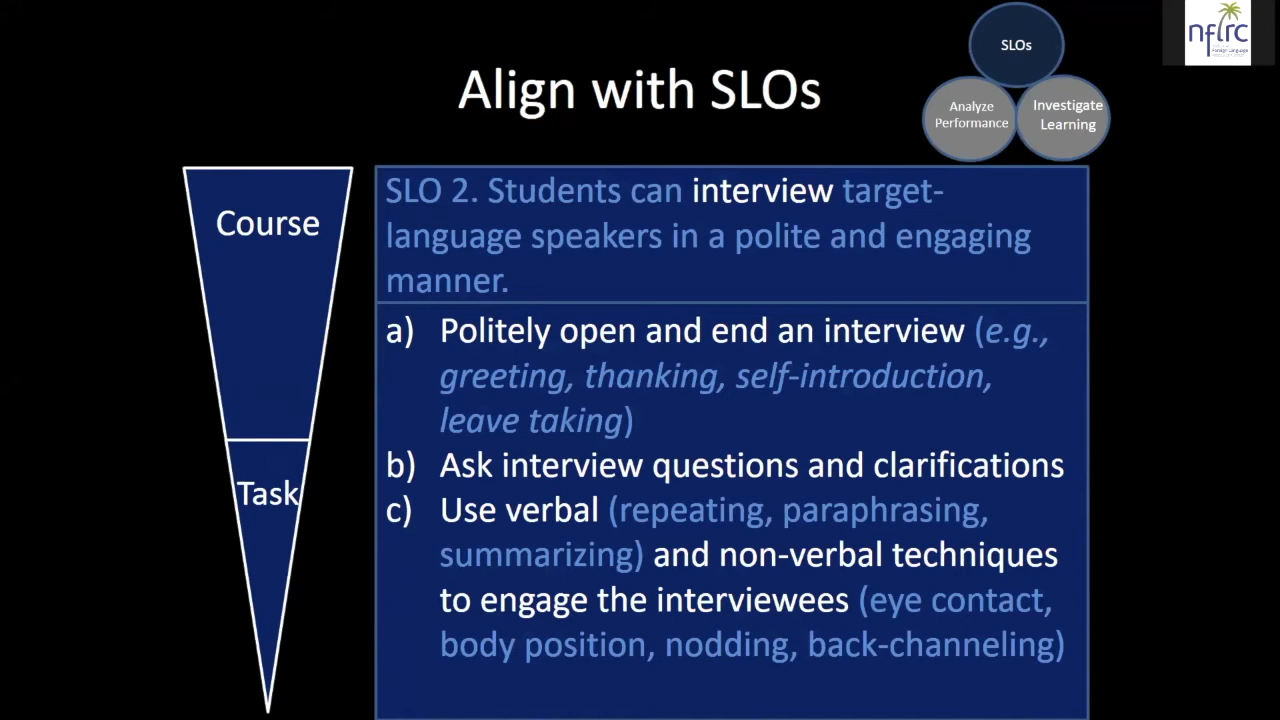 Align with SLOs
SLOs
Analyze
Performance
Investigate
Learning
nflrc
Course
Task
SLO 2. Students can interview target-
language speakers in a polite and engaging
manner.
a) Politely open and end an interview (e.g.,
greeting, thanking, self-introduction,
leave taking)
b) Ask interview questions and clarifications
c) Use verbal (repeating, paraphrasing,
summarizing) and non-verbal techniques
to engage the interviewees (eye contact,
body position, nodding, back-channeling)